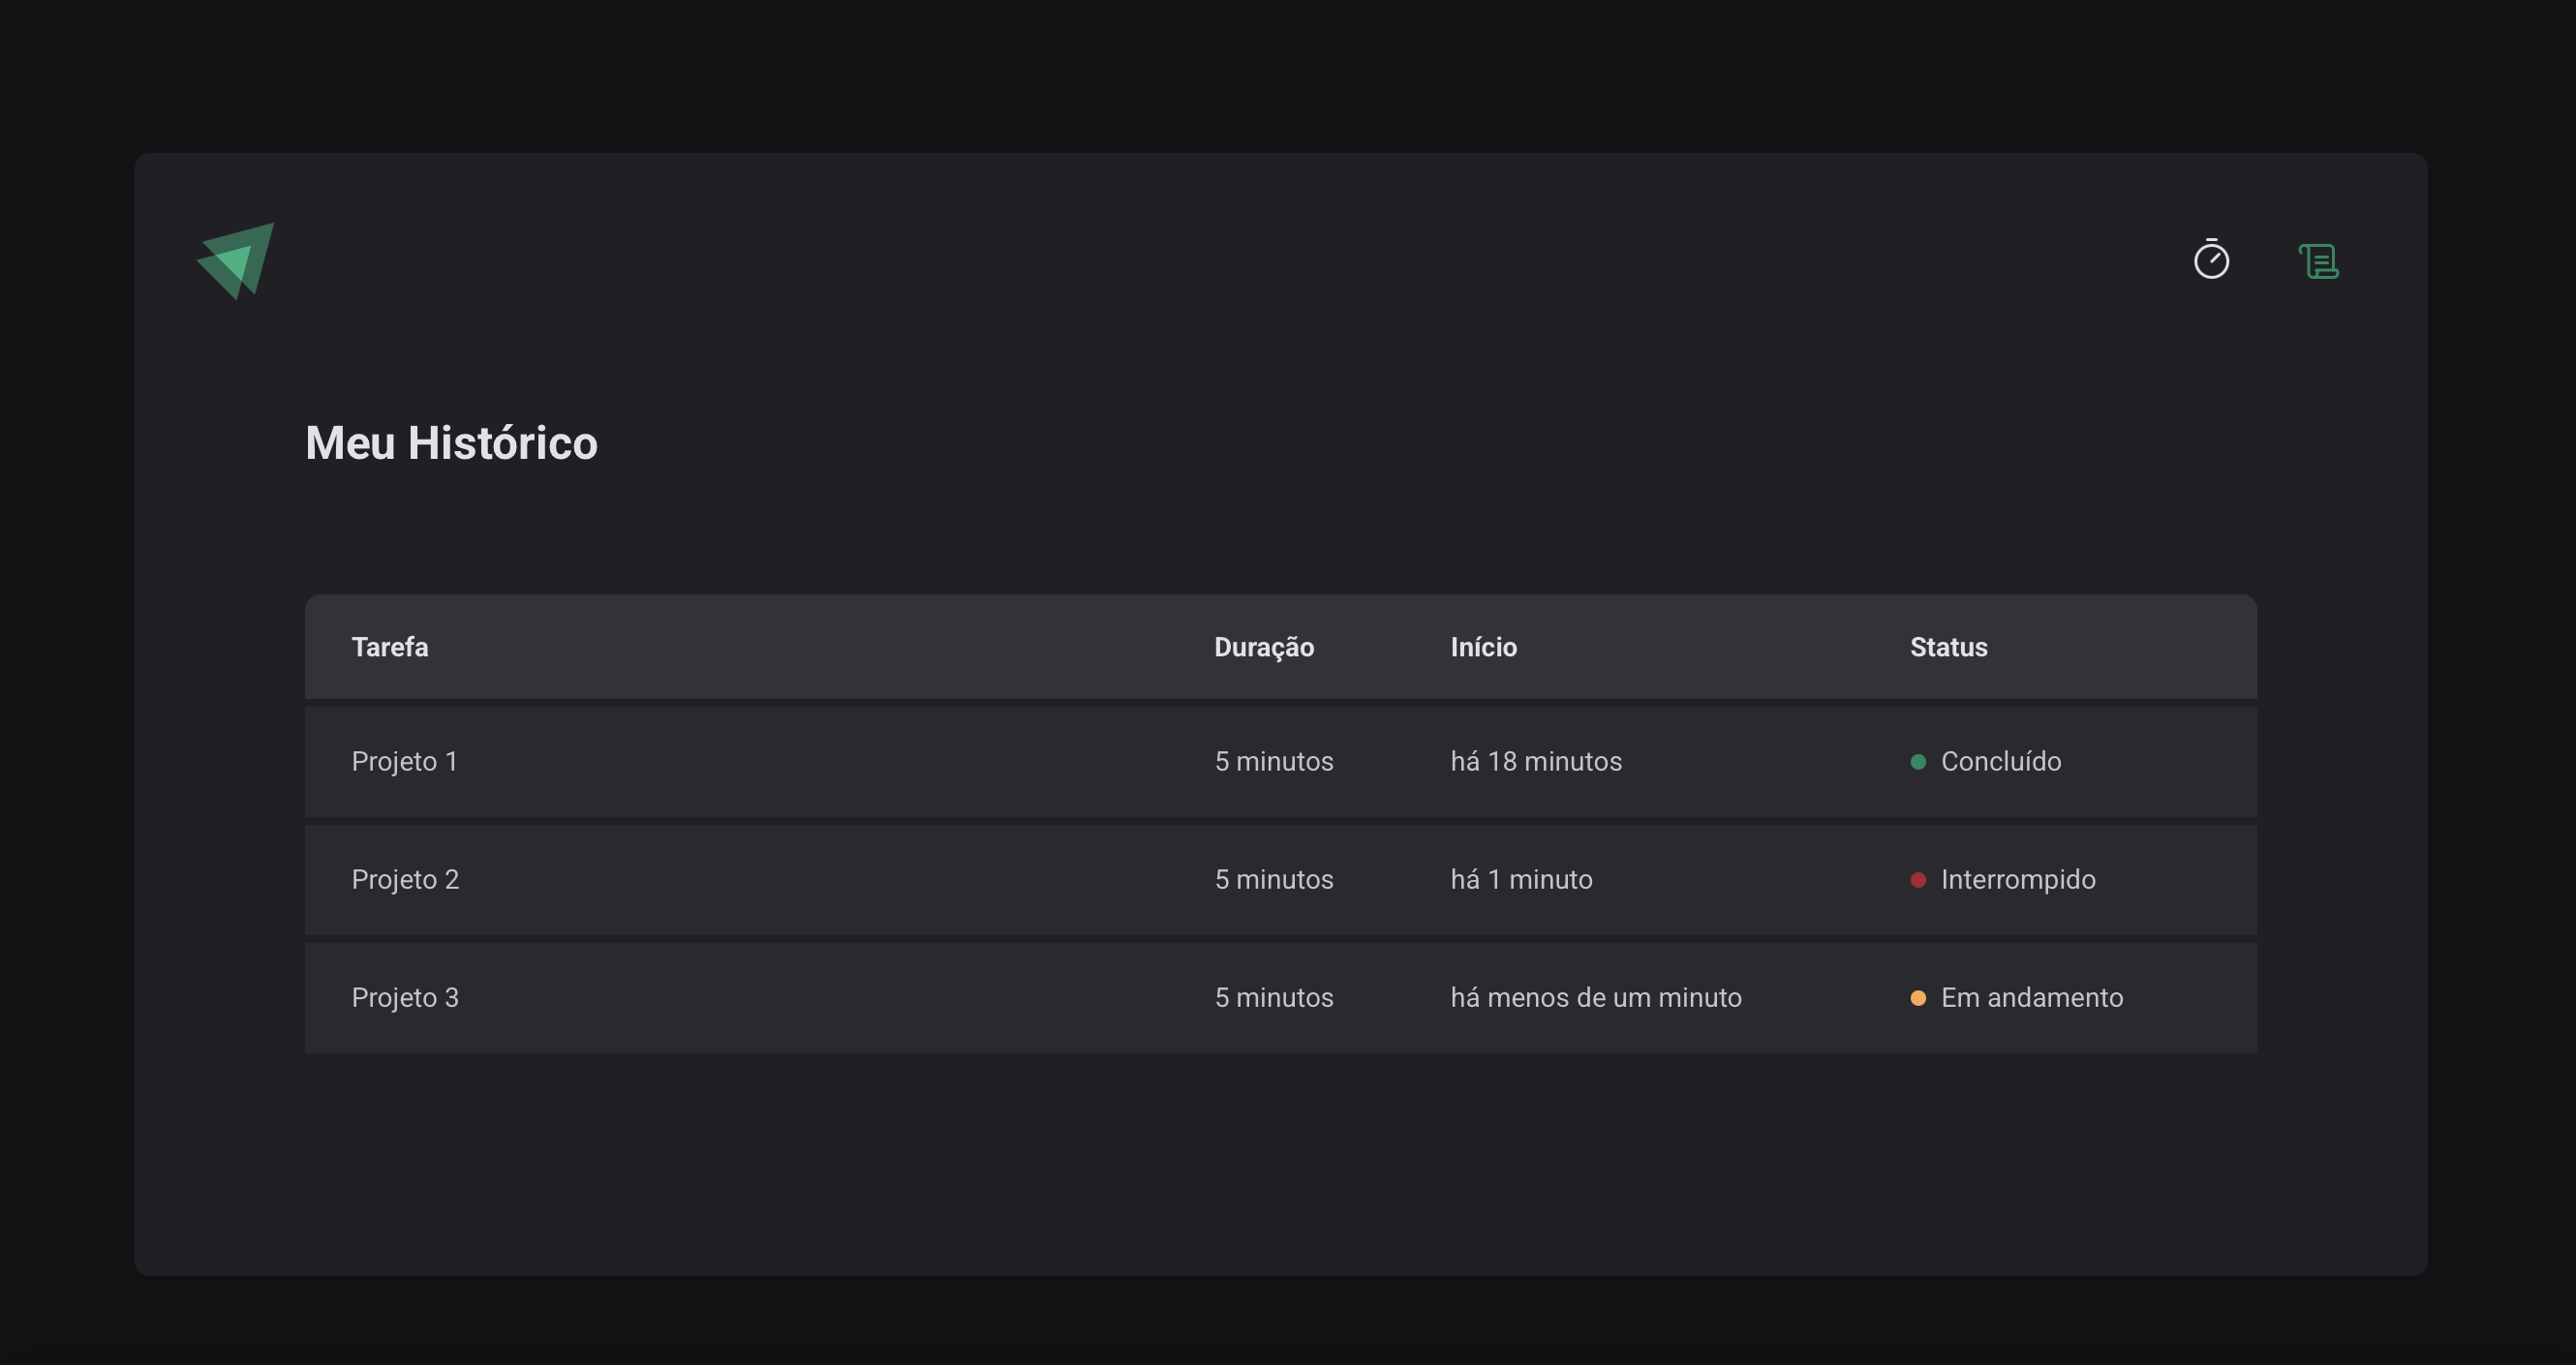 Meu Histórico
Tarefa Duração Início Status
Projeto 1 5 minutos há 18 minutos Concluído
Projeto 2 5 minutos há 1 minuto Interrompido
Projeto 3 5 minutos há menos de um minuto Em andamento